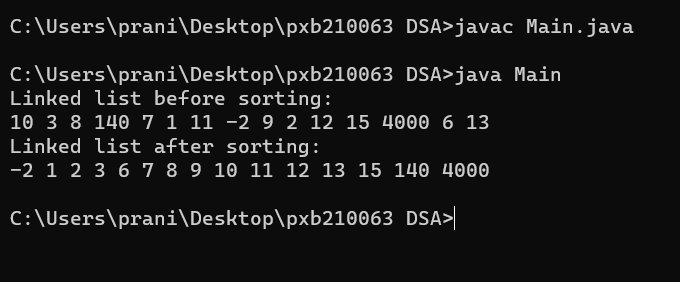 C:\Users\prani\Desktop\pxb210063 DSA>javac Main.java
C:\Users\prani\Desktop\pxb210063 DSA>java Main
Linked list before sorting:
10 3 8 140 7 1 11 -2 9 2 12 15 4000 6 13
Linked list after sorting:
-2 1 2 3 6 7 8 9 10 11 12 13 15 140 4000
C:\Users\prani\Desktop\pxb210063 DSA>